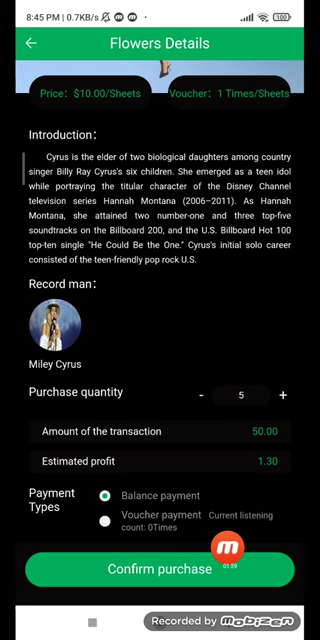 8:45 PM | 0.7KB/s
100
Flowers Details
Price: $10.00/Sheets
Voucher: 1 Times/Sheets
Introduction:
Cyrus is the elder of two biological daughters among country
singer Billy Ray Cyrus's six children. She emerged as a teen idol
while portraying the titular character of the Disney Channel
television series Hannah Montana (2006–2011). As Hannah
Montana, she attained two number-one and three top-five
soundtracks on the Billboard 200, and the U.S. Billboard Hot 100
top-ten single "He Could Be the One." Cyrus's initial solo career
consisted of the teen-friendly pop rock U.S.
Record man:
Miley Cyrus
Purchase quantity - 5 +
Amount of the transaction 50.00
Estimated profit 1.30
Payment Types
Balance payment
Voucher payment Current listening
count: 0Times
01:59
Confirm purchase
Recorded by mobizen